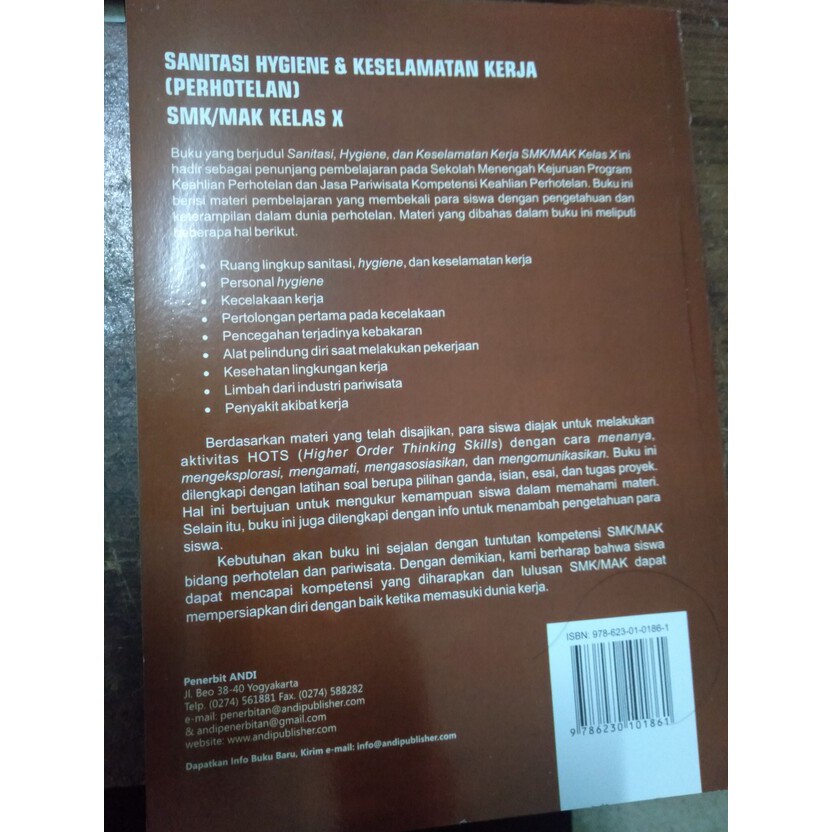 SANITASI HYGIENE & KESELAMATAN KERJA
(PERHOTELAN)
SMK/MAK KELAS X
Buku yang berjudul Sanitasi, Hygiene, dan Keselamatan Kerja SMK/MAK Kelas X ini
hadir sebagai penunjang pembelajaran pada Sekolah Menengah Kejuruan Program
Keahlian Perhotelan dan Jasa Pariwisata Kompetensi Keahlian Perhotelan. Buku ini
berisi materi pembelajaran yang membekali para siswa dengan pengetahuan dan
keterampilan dalam dunia perhotelan. Materi yang dibahas dalam buku ini meliputi
beberapa hal berikut.
• Ruang lingkup sanitasi, hygiene, dan keselamatan kerja
• Personal hygiene
• Kecelakaan kerja
• Pertolongan pertama pada kecelakaan
• Pencegahan terjadinya kebakaran
• Alat pelindung diri saat melakukan pekerjaan
• Kesehatan lingkungan kerja
• Limbah dari industri pariwisata
• Penyakit akibat kerja
Berdasarkan materi yang telah disajikan, para siswa diajak untuk melakukan
aktivitas HOTS (Higher Order Thinking Skills) dengan cara menanya,
mengeksplorasi, mengamati, mengasosiasikan, dan mengomunikasikan. Buku ini
dilengkapi dengan latihan soal berupa pilihan ganda, isian, esai, dan tugas proyek.
Hal ini bertujuan untuk mengukur kemampuan siswa dalam memahami materi.
Selain itu, buku ini juga dilengkapi dengan info untuk menambah pengetahuan para
siswa.
Kebutuhan akan buku ini sejalan dengan tuntutan kompetensi SMK/MAK
bidang perhotelan dan pariwisata. Dengan demikian, kami berharap bahwa siswa
dapat mencapai kompetensi yang diharapkan dan lulusan SMK/MAK dapat
mempersiapkan diri dengan baik ketika memasuki dunia kerja.
Penerbit ANDI
Jl. Beo 38-40 Yogyakarta
Telp. (0274) 561881 Fax. (0274) 588282
e-mail: penerbitan@andipublisher.com
& andipenerbitan@gmail.com
website: www.andipublisher.com
Dapatkan Info Buku Baru, Kirim e-mail: info@andipublisher.com
ISBN: 978-623-01-0186-1
9 786230 101861